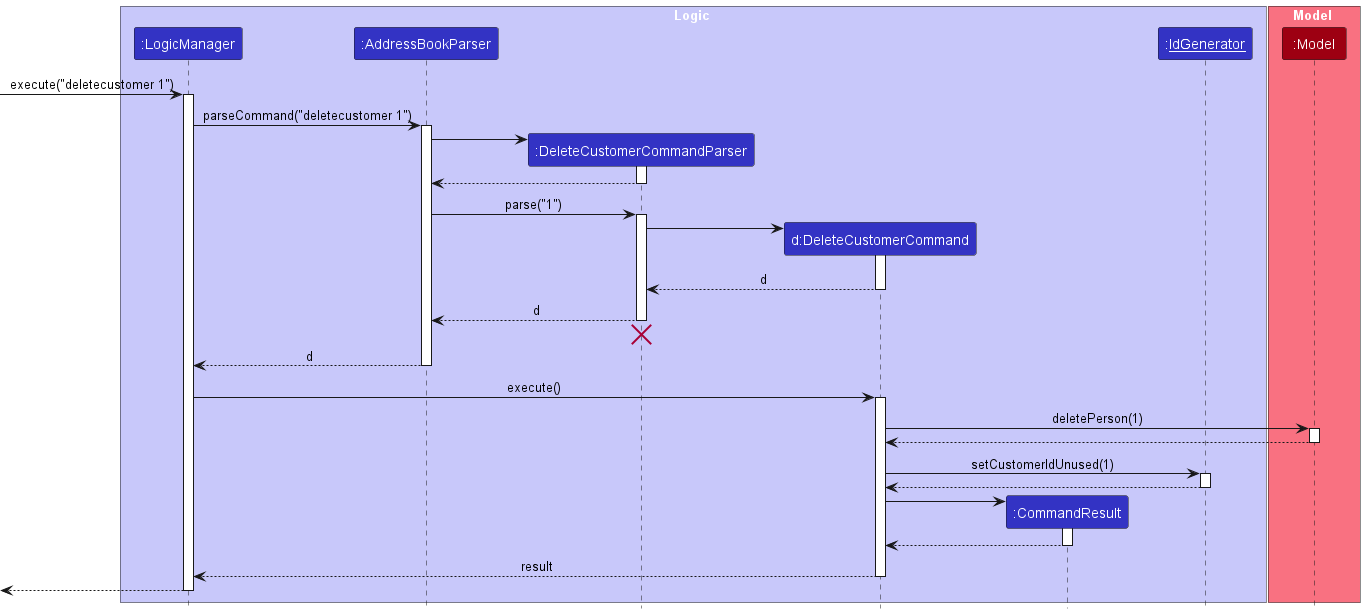 Logic
Model
:LogicManager
:AddressBookParser
:IdGenerator
:Model
execute("deletecustomer 1")
parseCommand("deletecustomer 1")
:DeleteCustomerCommandParser
parse("1")
d:DeleteCustomerCommand
d
d
d
execute()
deletePerson(1)
setCustomerIdUnused(1)
:CommandResult
result